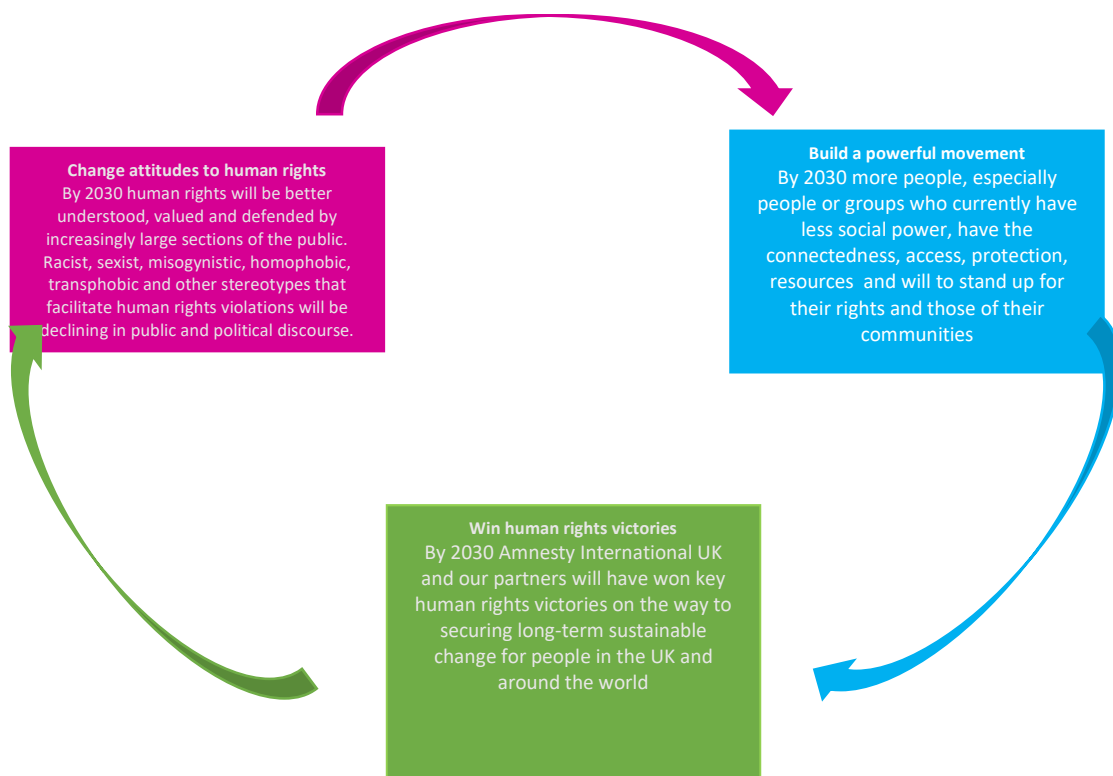 Change attitudes to human rights
By 2030 human rights will be better
understood, valued and defended by
increasingly large sections of the public.
Racist, sexist, misogynistic, homophobic,
transphobic and other stereotypes that
facilitate human rights violations will be
declining in public and political discourse.
Build a powerful movement
By 2030 more people, especially
people or groups who currently have
less social power, have the
connectedness, access, protection,
resources  and will to stand up for
their rights and those of their
communities
Win human rights victories
By 2030 Amnesty International UK
and our partners will have won key
human rights victories on the way to
securing long-term sustainable
change for people in the UK and
around the world